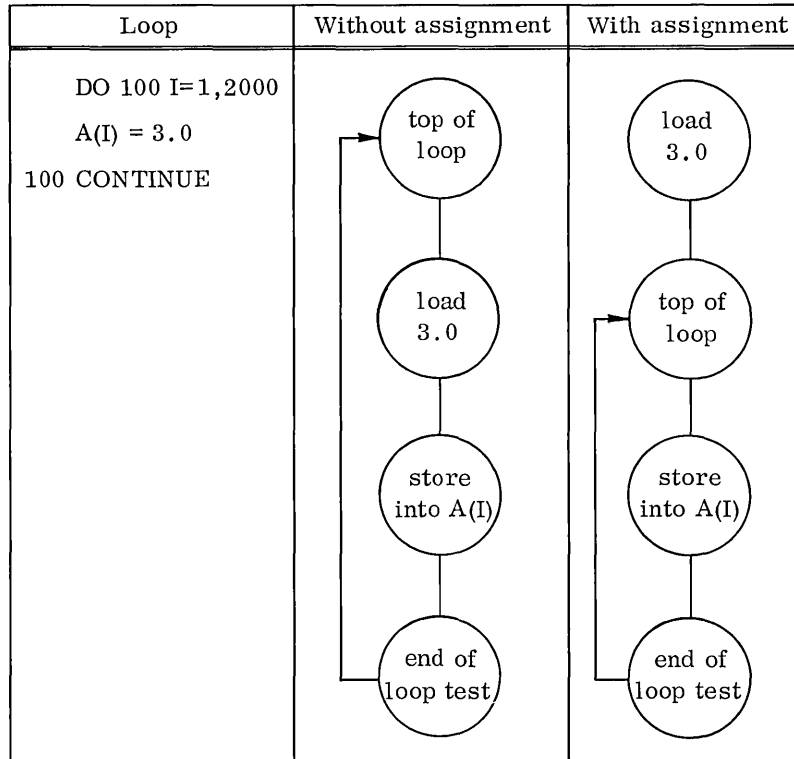 Loop
Without assignment
With assignment
DO 100 I=1,2000
A(I) = 3.0
100 CONTINUE
top of
loop
load
3.0
store
into A(I)
end of
loop test
load
3.0
top of
loop
store
into A(I)
end of
loop test